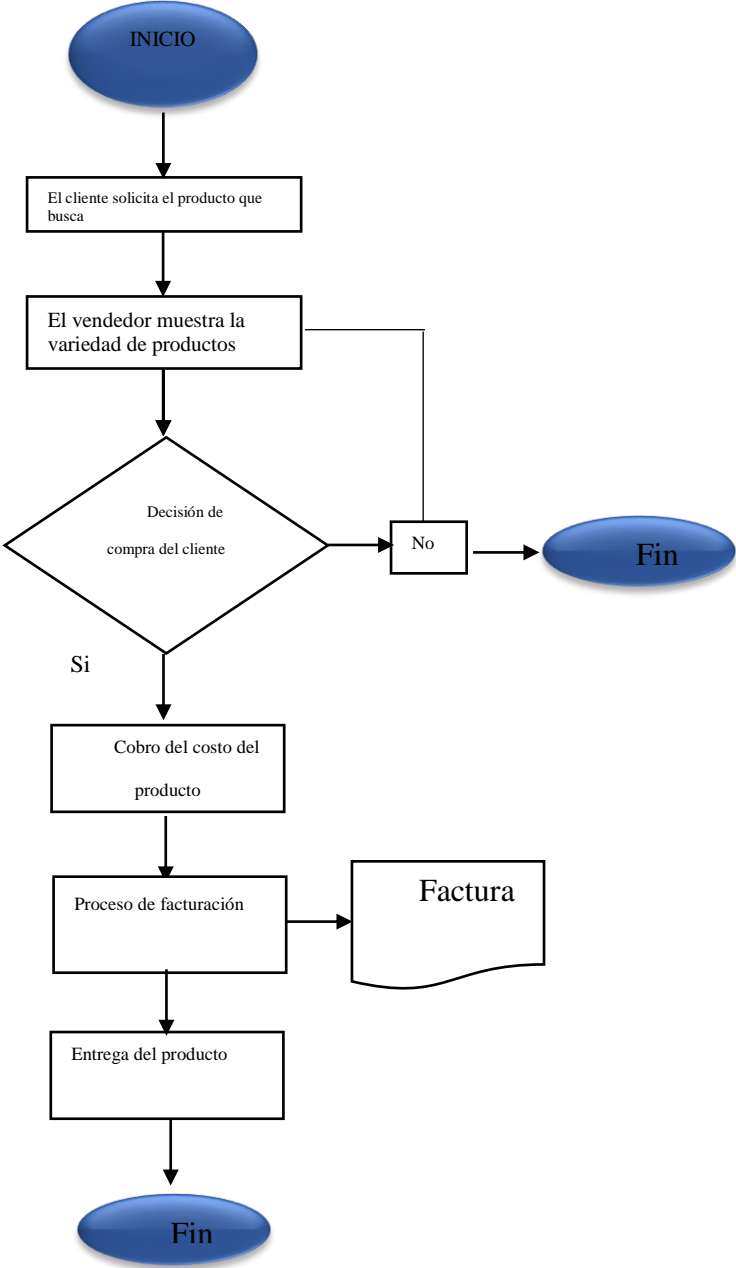 INICIO
El cliente solicita el producto que
busca
El vendedor muestra la
variedad de productos
Decisión de
compra del cliente
No
Fin
Si
Cobro del costo del
producto
Proceso de facturación
Factura
Entrega del producto
Fin